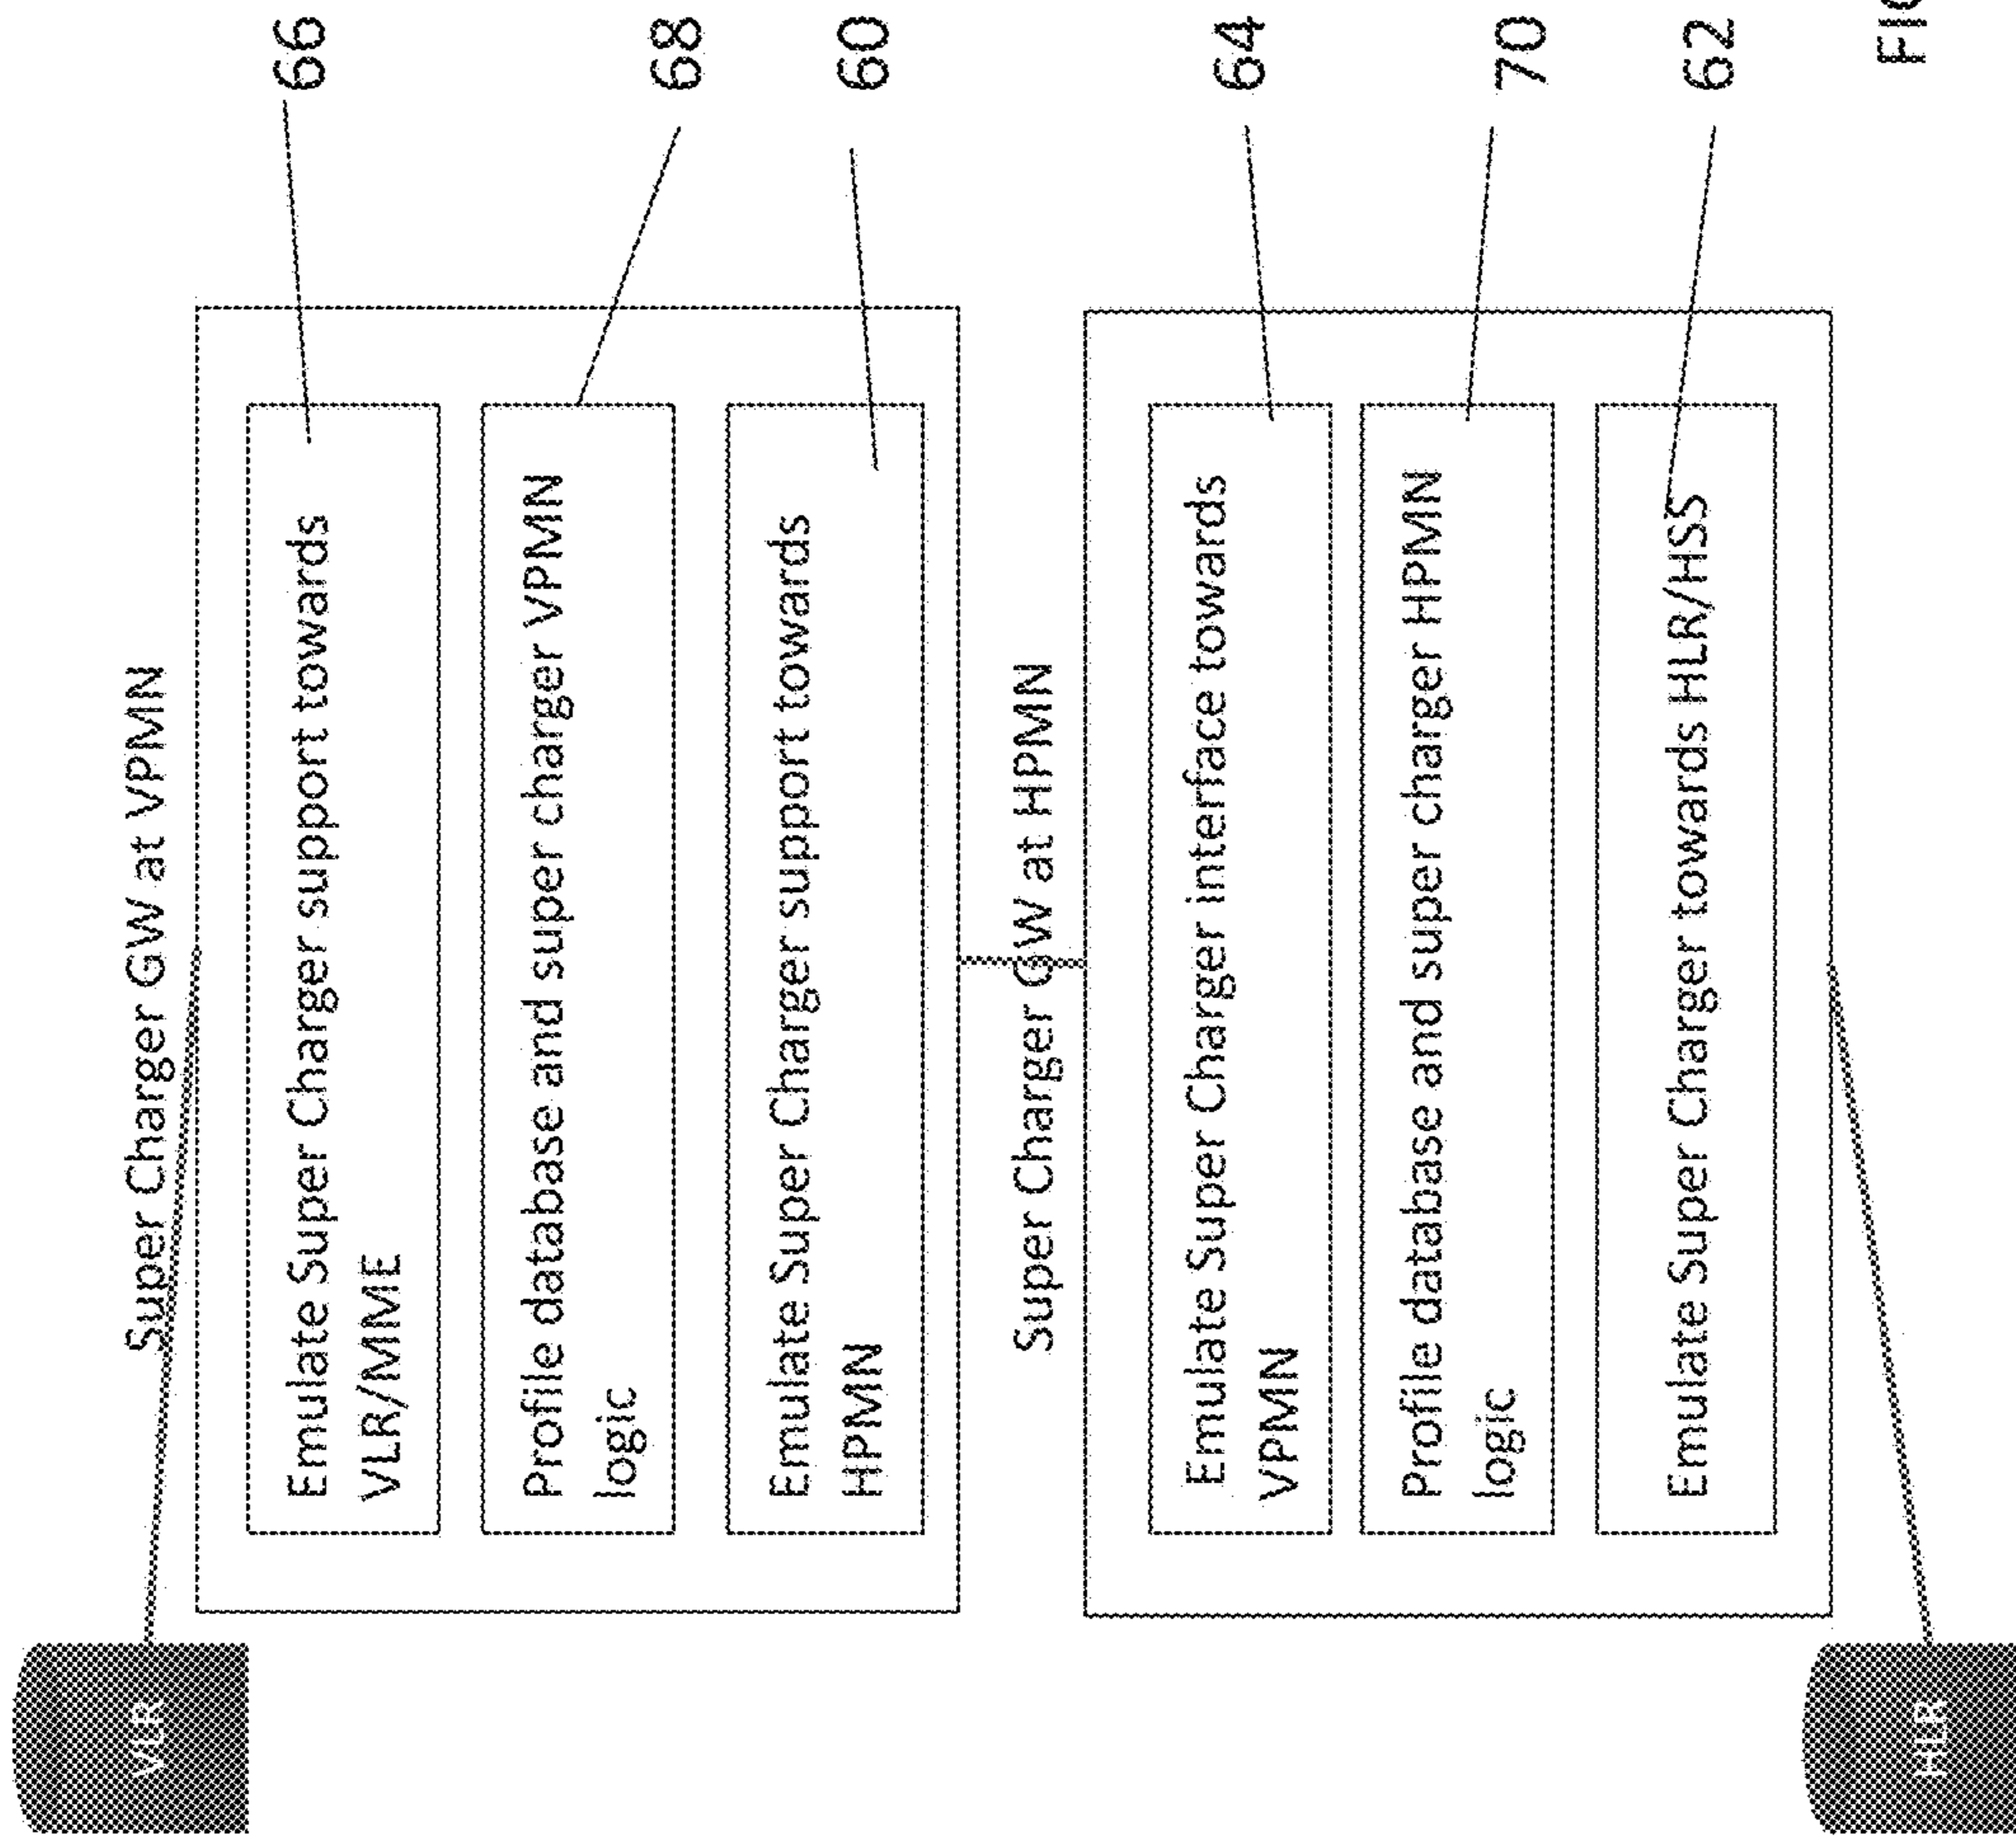 VLR
Super Charger GW at VPMN
Emulate Super Charger support towards
VLR/MME
66
Profile database and super charger VPMN
logic
68
Emulate Super Charger support towards
HPMN
60
Super Charger GW at HPMN
Emulate Super Charger interface towards
VPMN
64
Profile database and super charger HPMN
logic
70
Emulate Super Charger towards HLR/HSS
62
HLR